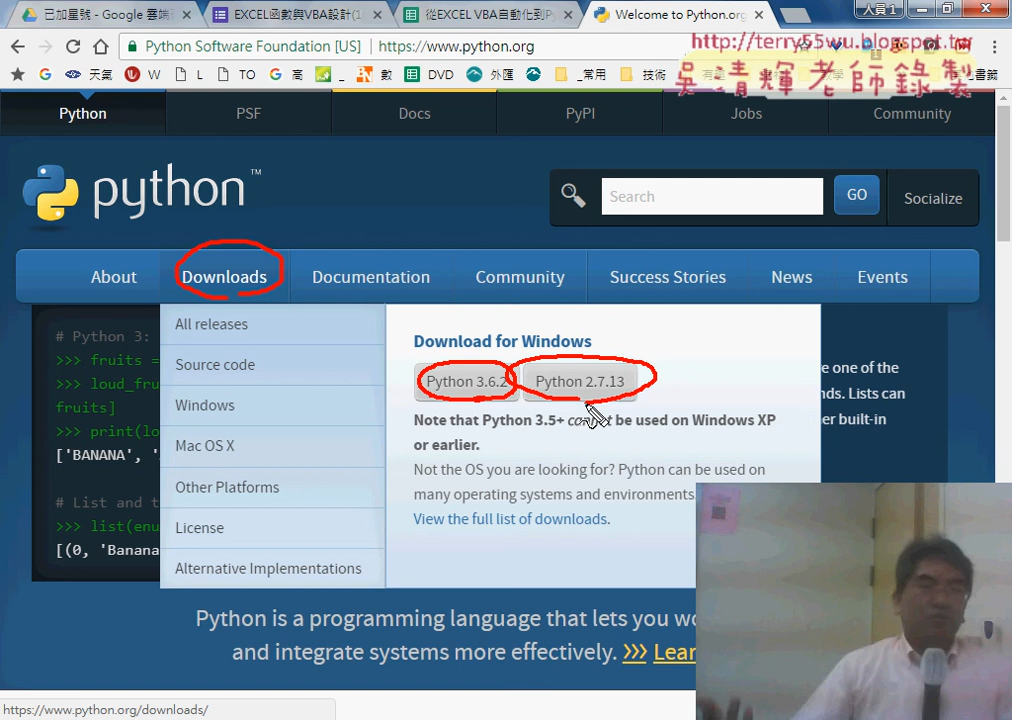 已加星號 - Google 雲端
EXCEL函數與VBA設計(1
從EXCEL VBA自動化到P
Welcome to Python.org
人員 1
Python Software Foundation [US] | https://www.python.org
http://terry55wu.blogspot.tw
天氣
W
L
TO
高
_
數
DVD
外匯
_常用
技術
吳清輝老師錄製
Python
PSF
Docs
PyPI
Jobs
Community
python™
Search
GO
Socialize
About
Downloads
Documentation
Community
Success Stories
News
Events
# Python 3:
>>> fruits =
>>> loud_fru
fruits]
>>> print(lo
['BANANA', '
# List and t
>>> list(enu
[(0, 'Banana
All releases
Source code
Windows
Mac OS X
Other Platforms
License
Alternative Implementations
Download for Windows
Python 3.6.2
Python 2.7.13
Note that Python 3.5+ cannot be used on Windows XP
or earlier.
Not the OS you are looking for? Python can be used on
many operating systems and environments.
View the full list of downloads.
e one of the
nds. Lists can
er built-in
Python is a programming language that lets you wo
and integrate systems more effectively. >>> Lear
https://www.python.org/downloads/